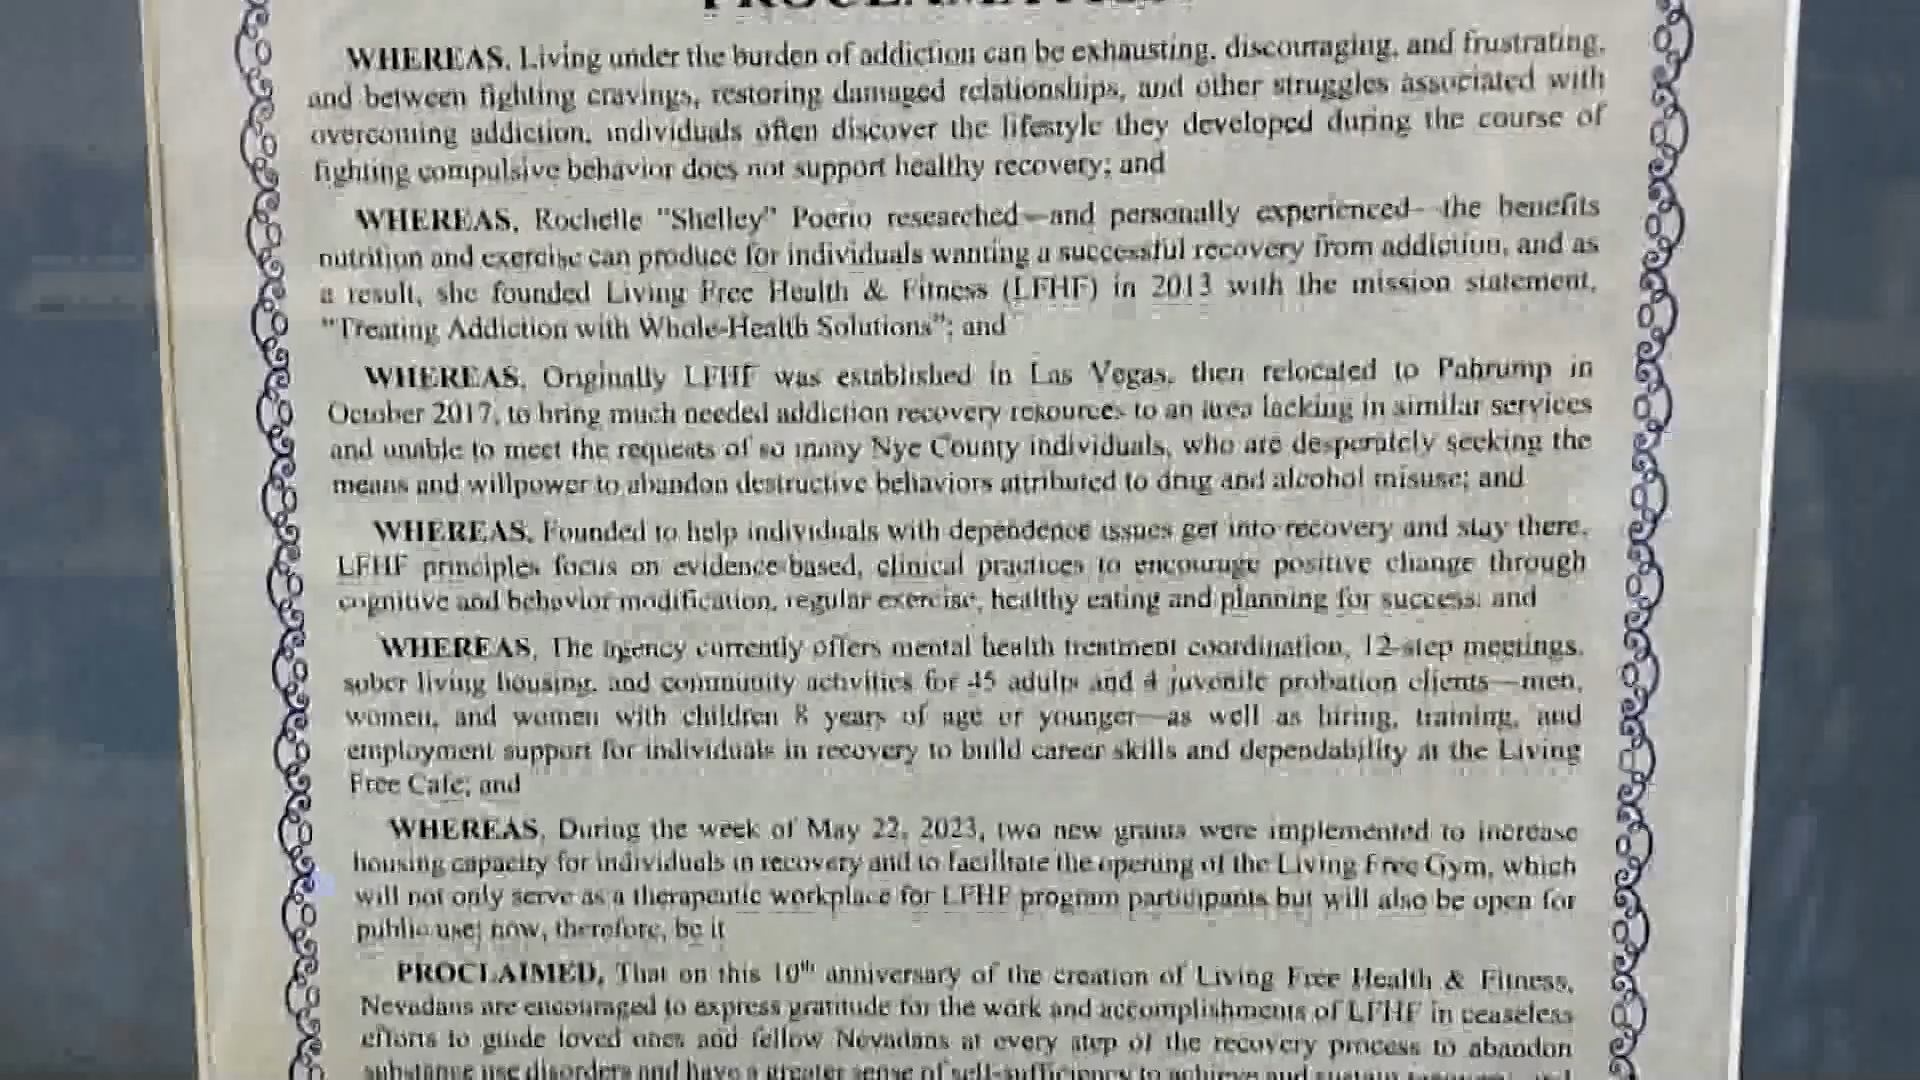 WHEREAS, Living under the burden of addiction can be exhausting, discouraging, and frustrating,
and between fighting cravings, restoring damaged relationships, and other struggles associated with
overcoming addiction, individuals often discover the lifestyle they developed during the course of
fighting compulsive behavior does not support healthy recovery; and
WHEREAS, Rochelle "Shelley" Poerio researched—and personally experienced—the benefits
nutrition and exercise can produce for individuals wanting a successful recovery from addiction, and as
a result, she founded Living Free Health & Fitness (LFHF) in 2013 with the mission statement,
"Treating Addiction with Whole-Health Solutions"; and
WHEREAS, Originally LFHF was established in Las Vegas, then relocated to Pahrump in
October 2017, to bring much needed addiction recovery resources to an area lacking in similar services
and unable to meet the requests of so many Nye County individuals, who are desperately seeking the
means and willpower to abandon destructive behaviors attributed to drug and alcohol misuse; and
WHEREAS, Founded to help individuals with dependence issues get into recovery and stay there,
LFHF principles focus on evidence-based, clinical practices to encourage positive change through
cognitive and behavior modification, regular exercise, healthy eating and planning for success; and
WHEREAS, The agency currently offers mental health treatment coordination, 12-step meetings,
sober living housing, and community activities for 45 adults and 4 juvenile probation clients—men,
women, and women with children 8 years of age or younger—as well as hiring, training, and
employment support for individuals in recovery to build career skills and dependability at the Living
Free Cafe; and
WHEREAS, During the week of May 22, 2023, two new grants were implemented to increase
housing capacity for individuals in recovery and to facilitate the opening of the Living Free Gym, which
will not only serve as a therapeutic workplace for LFHF program participants but will also be open for
public use; now, therefore, be it
PROCLAIMED, That on this 10th anniversary of the creation of Living Free Health & Fitness,
Nevadans are encouraged to express gratitude for the work and accomplishments of LFHF in ceaseless
efforts to guide loved ones and fellow Nevadans at every step of the recovery process to abandon
substance use disorders and have a greater sense of self-sufficiency to achieve and sustain